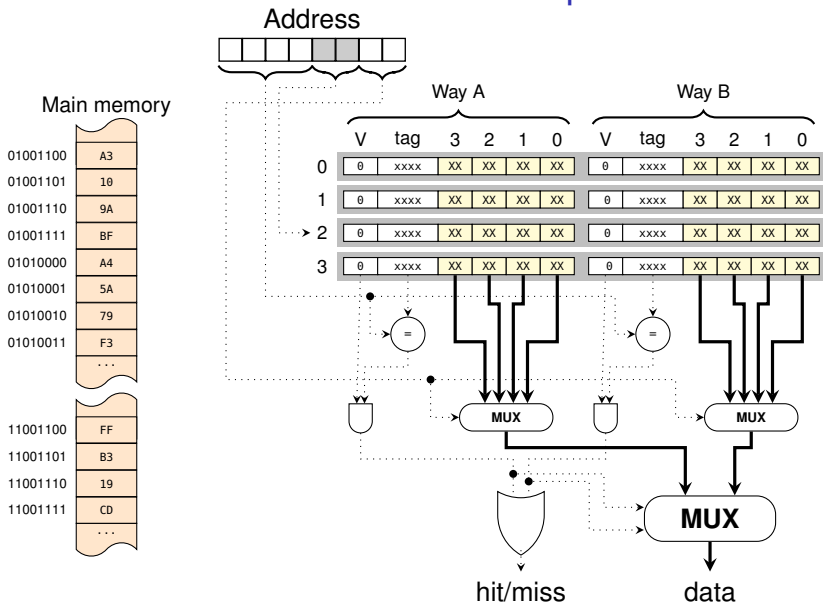 Address
Main memory
01001100 A3
01001101 10
01001110 9A
01001111 BF
01010000 A4
01010001 5A
01010010 79
01010011 F3
...
11001100 FF
11001101 B3
11001110 19
11001111 CD
...
Way A Way B
V tag 3 2 1 0 V tag 3 2 1 0
0 0 xxxx XX XX XX XX 0 xxxx XX XX XX XX
1 0 xxxx XX XX XX XX 0 xxxx XX XX XX XX
2 0 xxxx XX XX XX XX 0 xxxx XX XX XX XX
3 0 xxxx XX XX XX XX 0 xxxx XX XX XX XX
= =
MUX MUX
MUX
hit/miss data